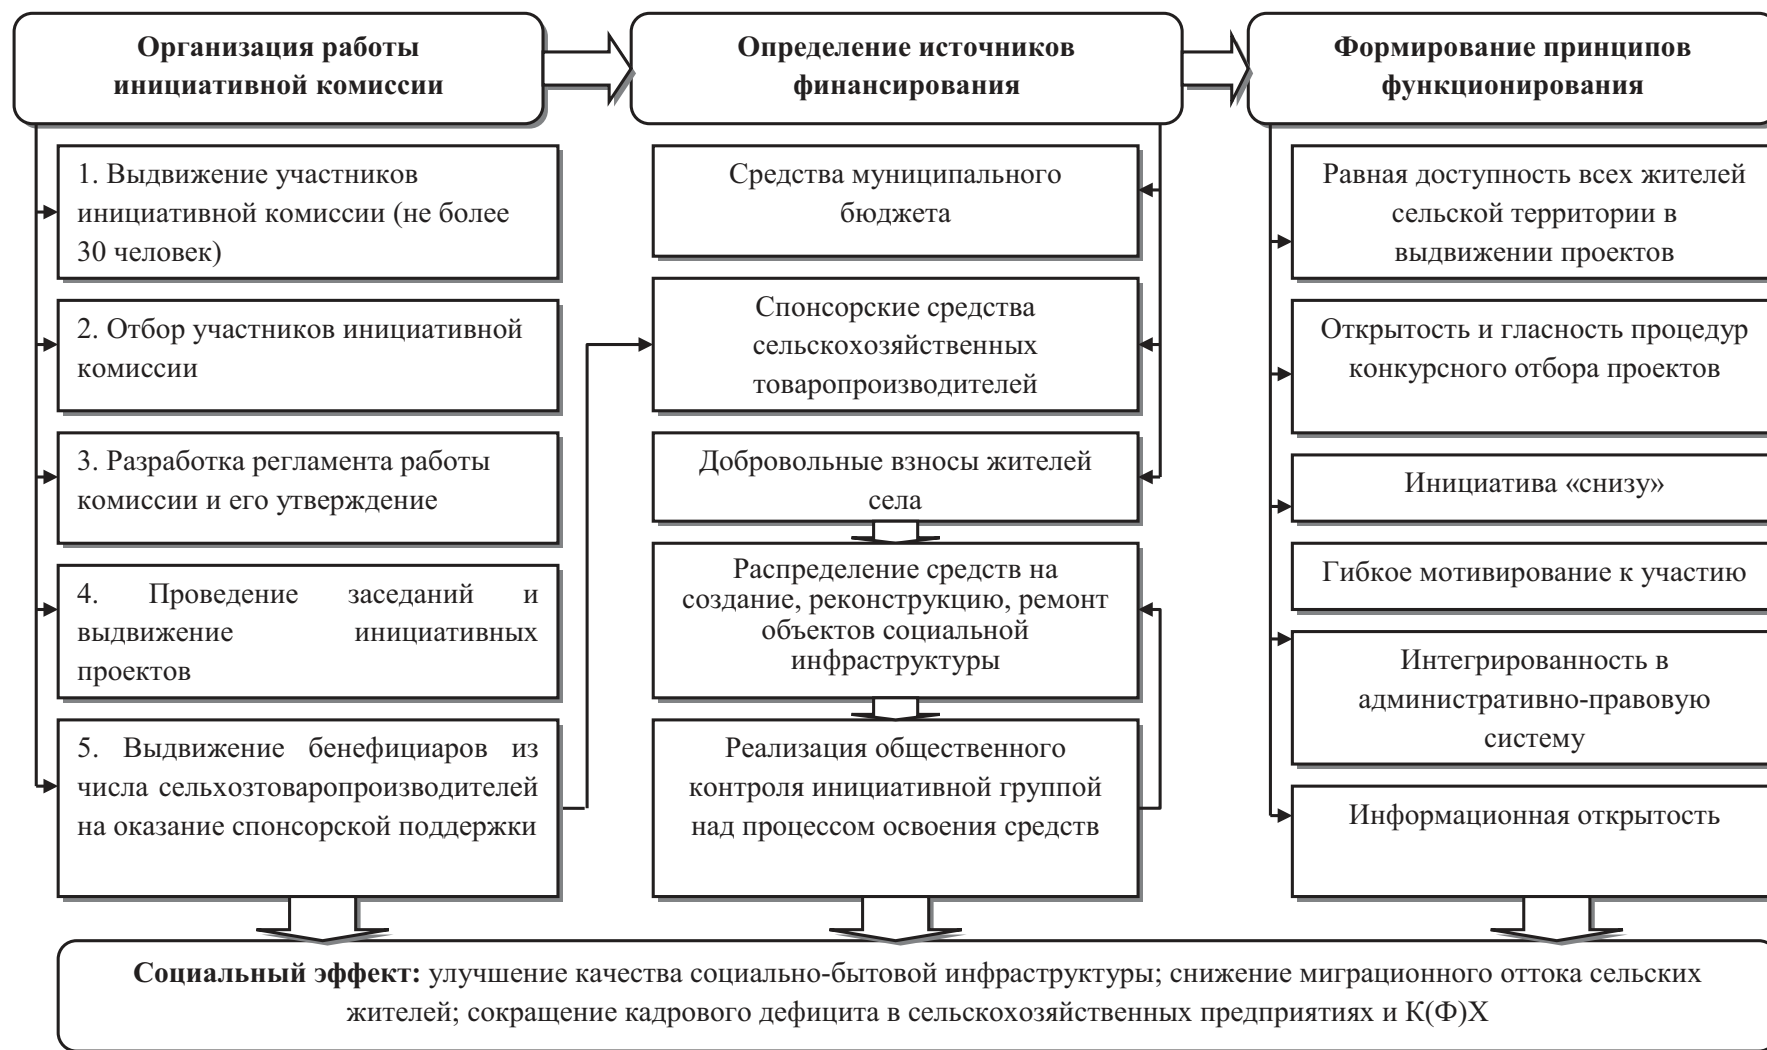 Организация работы
инициативной комиссии
Определение источников
финансирования
Формирование принципов
функционирования
1. Выдвижение участников
инициативной комиссии (не более
30 человек)
2. Отбор участников инициативной
комиссии
3. Разработка регламента работы
комиссии и его утверждение
4. Проведение заседаний и
выдвижение инициативных
проектов
5. Выдвижение бенефициаров из
числа сельхозтоваропроизводителей
на оказание спонсорской поддержки
Средства муниципального
бюджета
Спонсорские средства
сельскохозяйственных
товаропроизводителей
Добровольные взносы жителей
села
Распределение средств на
создание, реконструкцию, ремонт
объектов социальной
инфраструктуры
Реализация общественного
контроля инициативной группой
над процессом освоения средств
Равная доступность всех жителей
сельской территории в
выдвижении проектов
Открытость и гласность процедур
конкурсного отбора проектов
Инициатива «снизу»
Гибкое мотивирование к участию
Интегрированность в
административно-правовую
систему
Информационная открытость
Социальный эффект: улучшение качества социально-бытовой инфраструктуры; снижение миграционного оттока сельских
жителей; сокращение кадрового дефицита в сельскохозяйственных предприятиях и К(Ф)Х